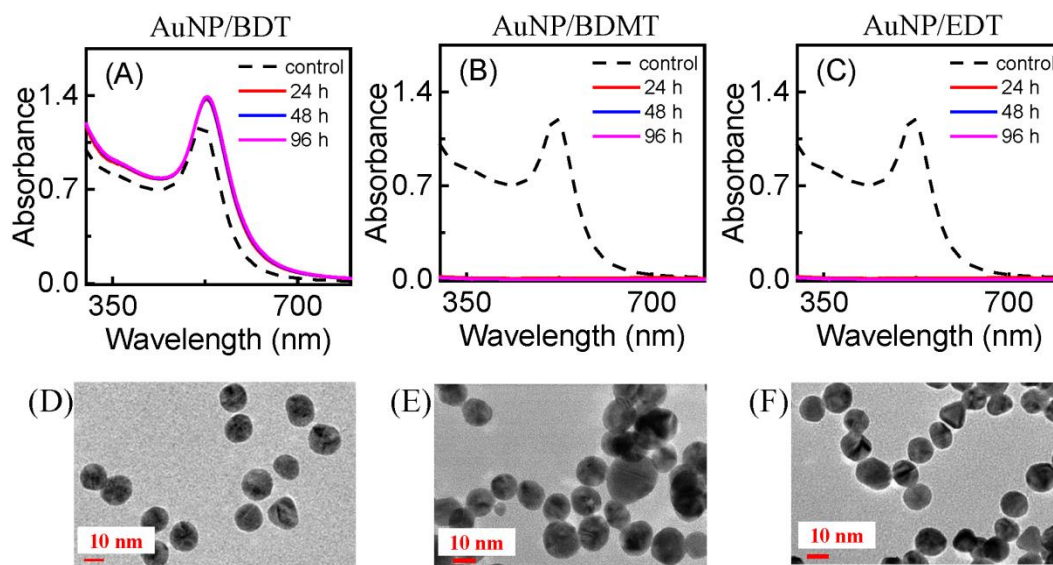 AuNP/BDT
AuNP/BDMT
AuNP/EDT
(A)
control
24 h
48 h
96 h
1.4
0.7
0.0
350
700
Absorbance
Wavelength (nm)
(B)
control
24 h
48 h
96 h
1.4
0.7
0.0
350
700
Absorbance
Wavelength (nm)
(C)
control
24 h
48 h
96 h
1.4
0.7
0.0
350
700
Absorbance
Wavelength (nm)
(D)
10 nm
(E)
10 nm
(F)
10 nm